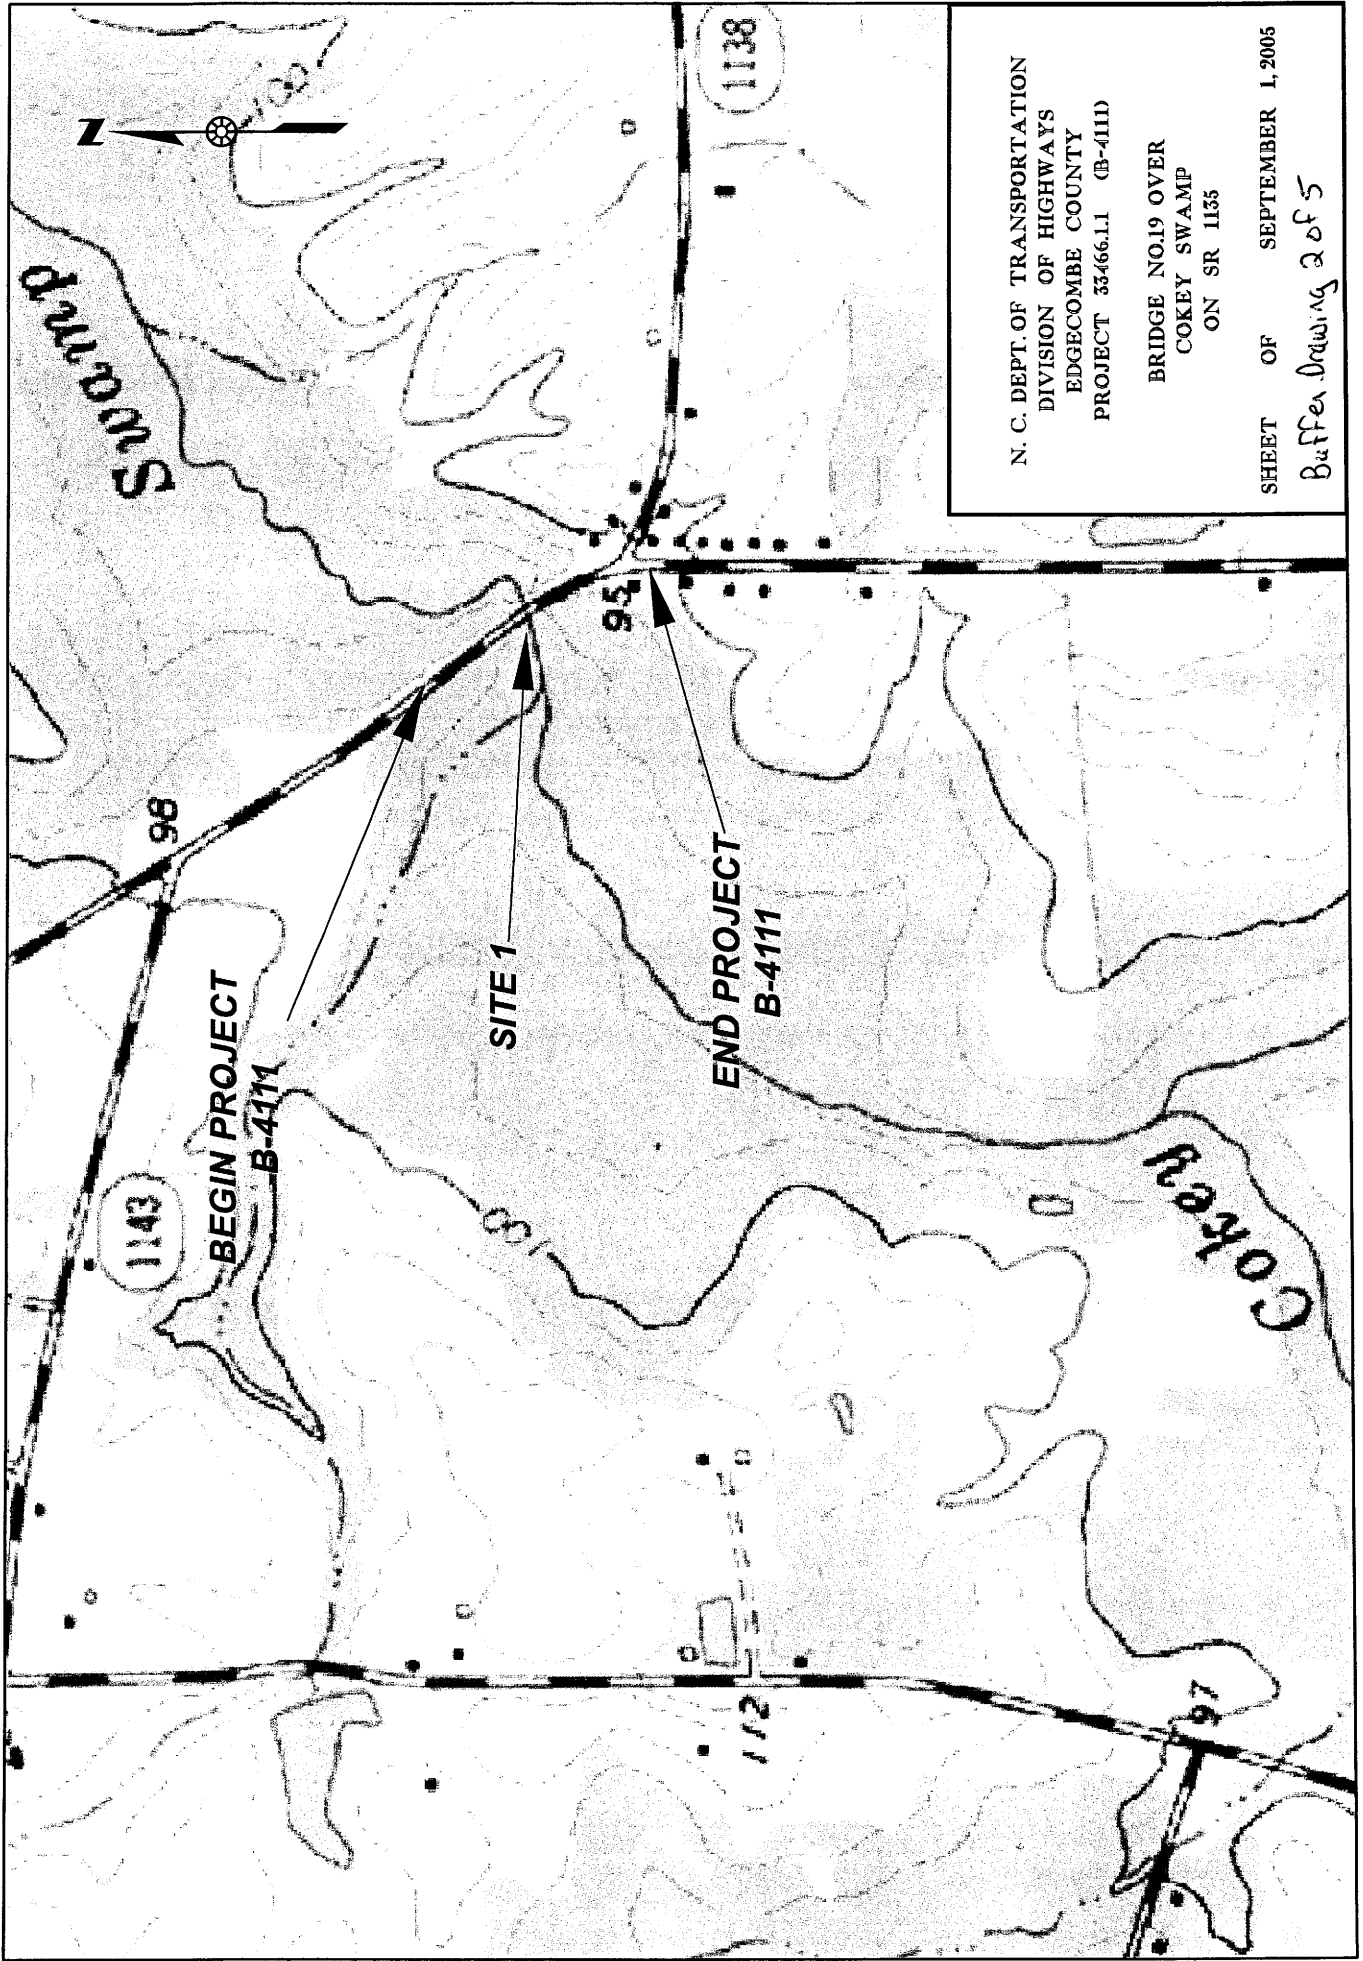 Swamp
N
100
1138
98
95
BEGIN PROJECT
B-4111
SITE 1
END PROJECT
B-4111
1143
100
Cokey
112
97
N. C. DEPT. OF TRANSPORTATION
DIVISION OF HIGHWAYS
EDGECOMBE COUNTY
PROJECT 33466.1.1 (B-4111)
BRIDGE NO.19 OVER
COKEY SWAMP
ON SR 1135
SHEET OF SEPTEMBER 1, 2005
Buffer Drawing 2 of 5